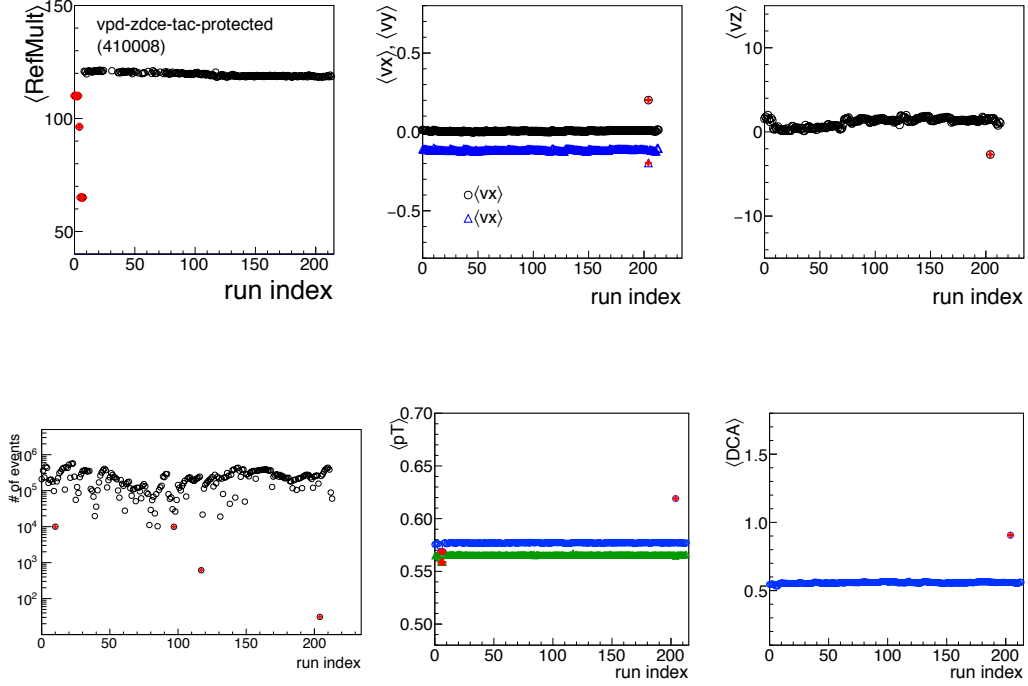 vpd-zdce-tac-protected
(410008)
⟨RefMult⟩
150
100
50
0 50 100 150 200
run index
⟨vx⟩, ⟨vy⟩
0.0
−0.5
⟨vx⟩
⟨vx⟩
0 50 100 150 200
run index
⟨vz⟩
10
0
−10
0 50 100 150 200
run index
# of events
10⁶
10⁵
10⁴
10³
10²
0 50 100 150 200
run index
⟨pT⟩
0.70
0.65
0.60
0.55
0.50
0 50 100 150 200
run index
⟨DCA⟩
1.5
1.0
0.5
0 50 100 150 200
run index